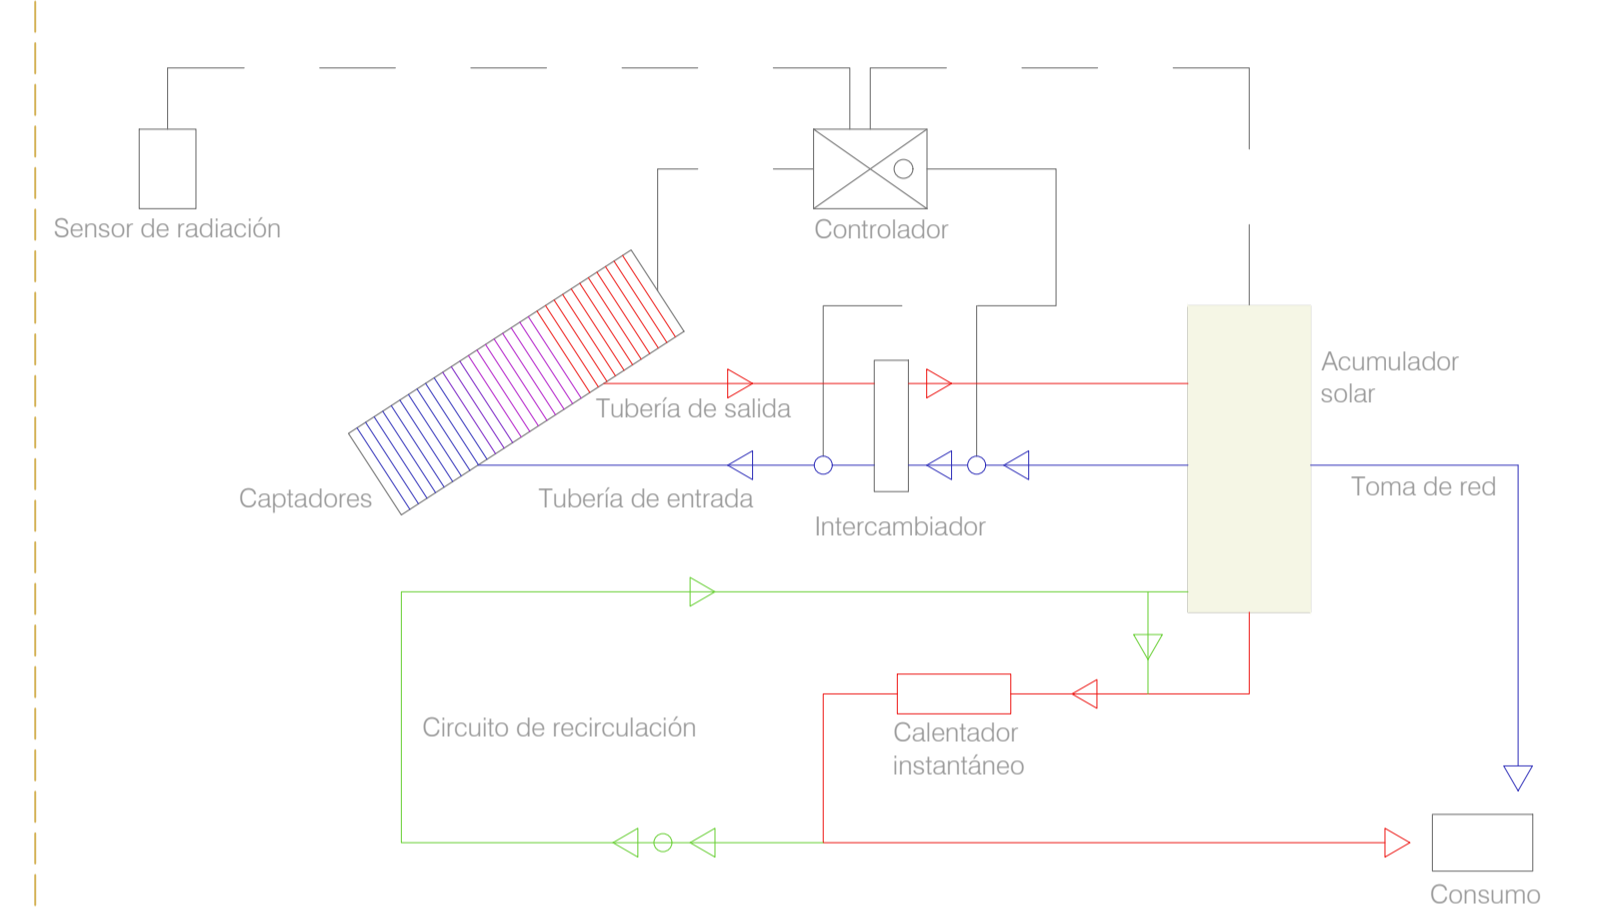 Sensor de radiación
Controlador
Acumulador
solar
Tubería de salida
Captadores
Tubería de entrada
Toma de red
Intercambiador
Circuito de recirculación
Calentador
instantáneo
Consumo